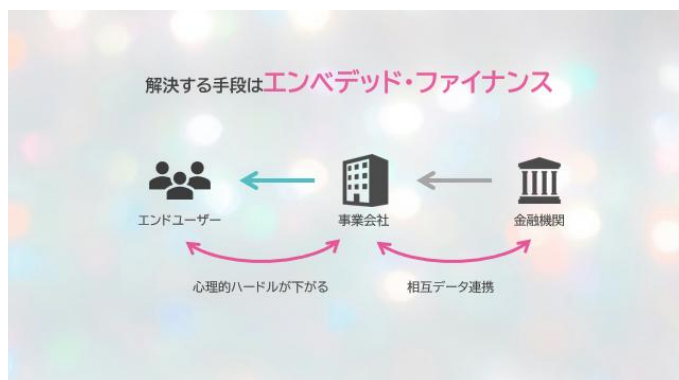 解決する手段はエンベデッド・ファイナンス
エンドユーザー
事業会社
金融機関
心理的ハードルが下がる
相互データ連携